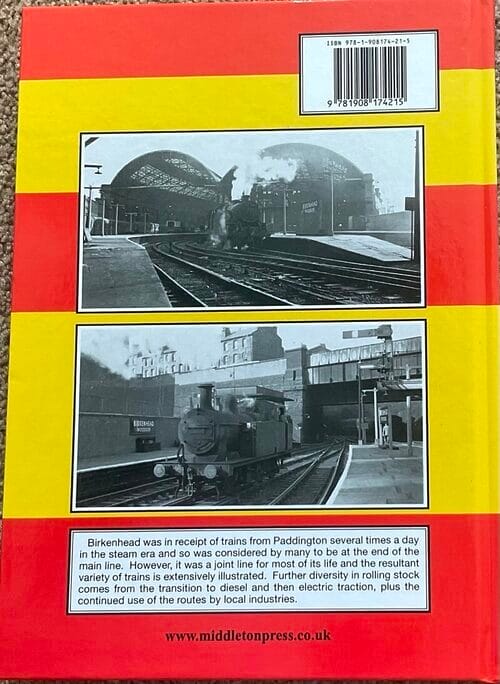 ISBN 978-1-908174-21-5
9 781908 174215
BIRKENHEAD
BIRKENHEAD
Birkenhead was in receipt of trains from Paddington several times a day
in the steam era and so was considered by many to be at the end of the
main line. However, it was a joint line for most of its life and the resultant
variety of trains is extensively illustrated. Further diversity in rolling stock
comes from the transition to diesel and then electric traction, plus the
continued use of the routes by local industries.
www.middletonpress.co.uk